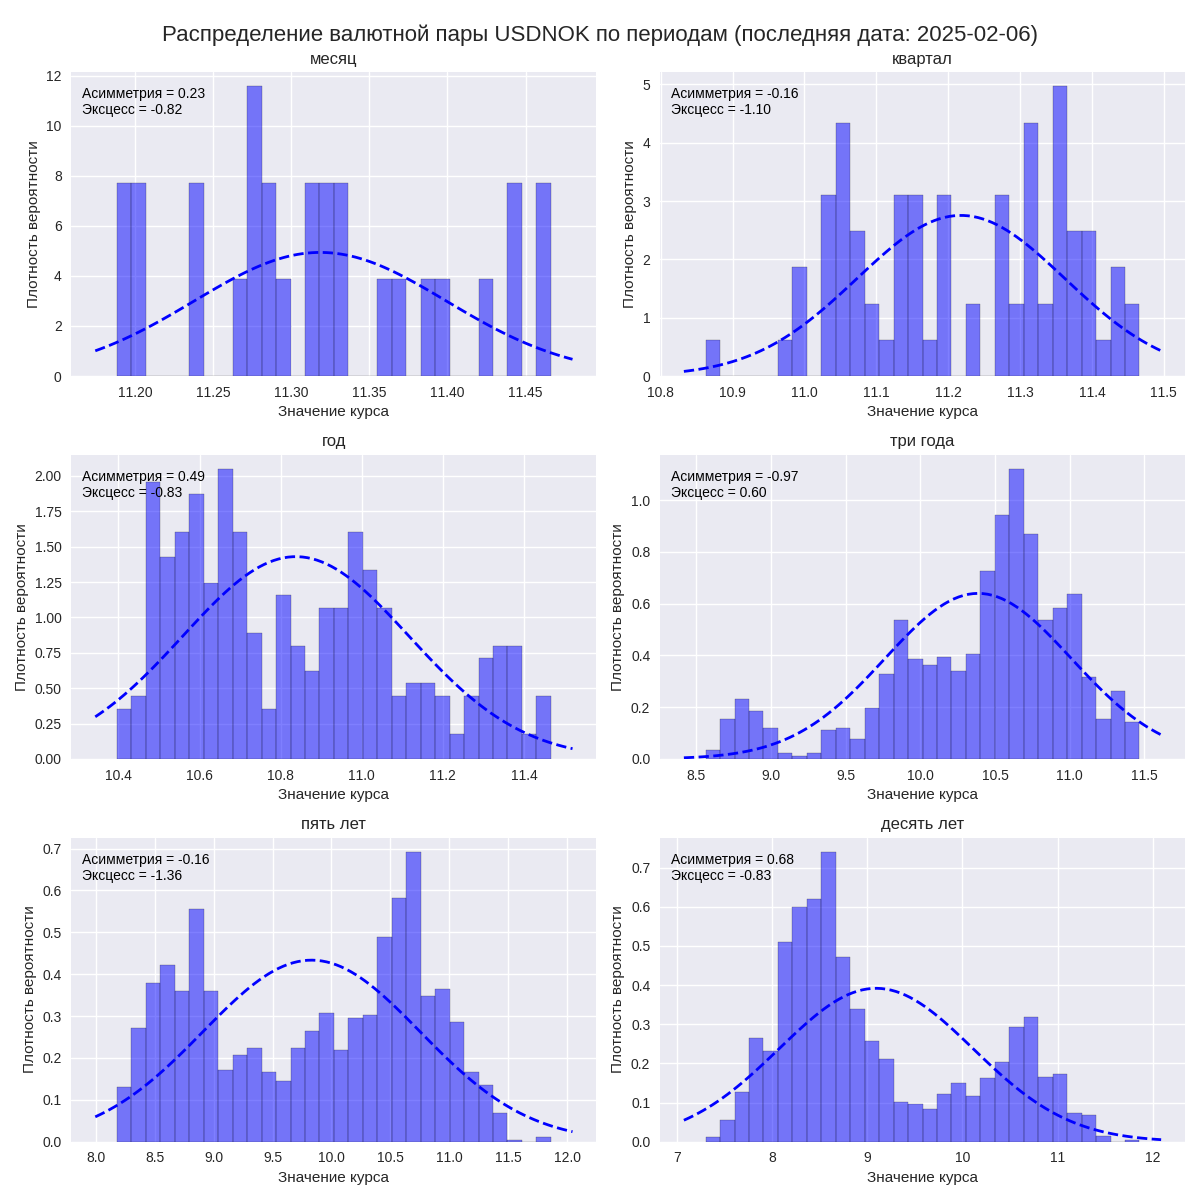 Распределение валютной пары USDNOK по периодам (последняя дата: 2025-02-06)
месяц
Асимметрия = 0.23
Эксцесс = -0.82
Плотность вероятности
12
10
8
6
4
2
0
11.20 11.25 11.30 11.35 11.40 11.45
Значение курса
квартал
Асимметрия = -0.16
Эксцесс = -1.10
Плотность вероятности
5
4
3
2
1
0
10.8 10.9 11.0 11.1 11.2 11.3 11.4 11.5
Значение курса
год
Асимметрия = 0.49
Эксцесс = -0.83
Плотность вероятности
2.00
1.75
1.50
1.25
1.00
0.75
0.50
0.25
0.00
10.4 10.6 10.8 11.0 11.2 11.4
Значение курса
три года
Асимметрия = -0.97
Эксцесс = 0.60
Плотность вероятности
1.0
0.8
0.6
0.4
0.2
0.0
8.5 9.0 9.5 10.0 10.5 11.0 11.5
Значение курса
пять лет
Асимметрия = -0.16
Эксцесс = -1.36
Плотность вероятности
0.7
0.6
0.5
0.4
0.3
0.2
0.1
0.0
8.0 8.5 9.0 9.5 10.0 10.5 11.0 11.5 12.0
Значение курса
десять лет
Асимметрия = 0.68
Эксцесс = -0.83
Плотность вероятности
0.7
0.6
0.5
0.4
0.3
0.2
0.1
0.0
7 8 9 10 11 12
Значение курса